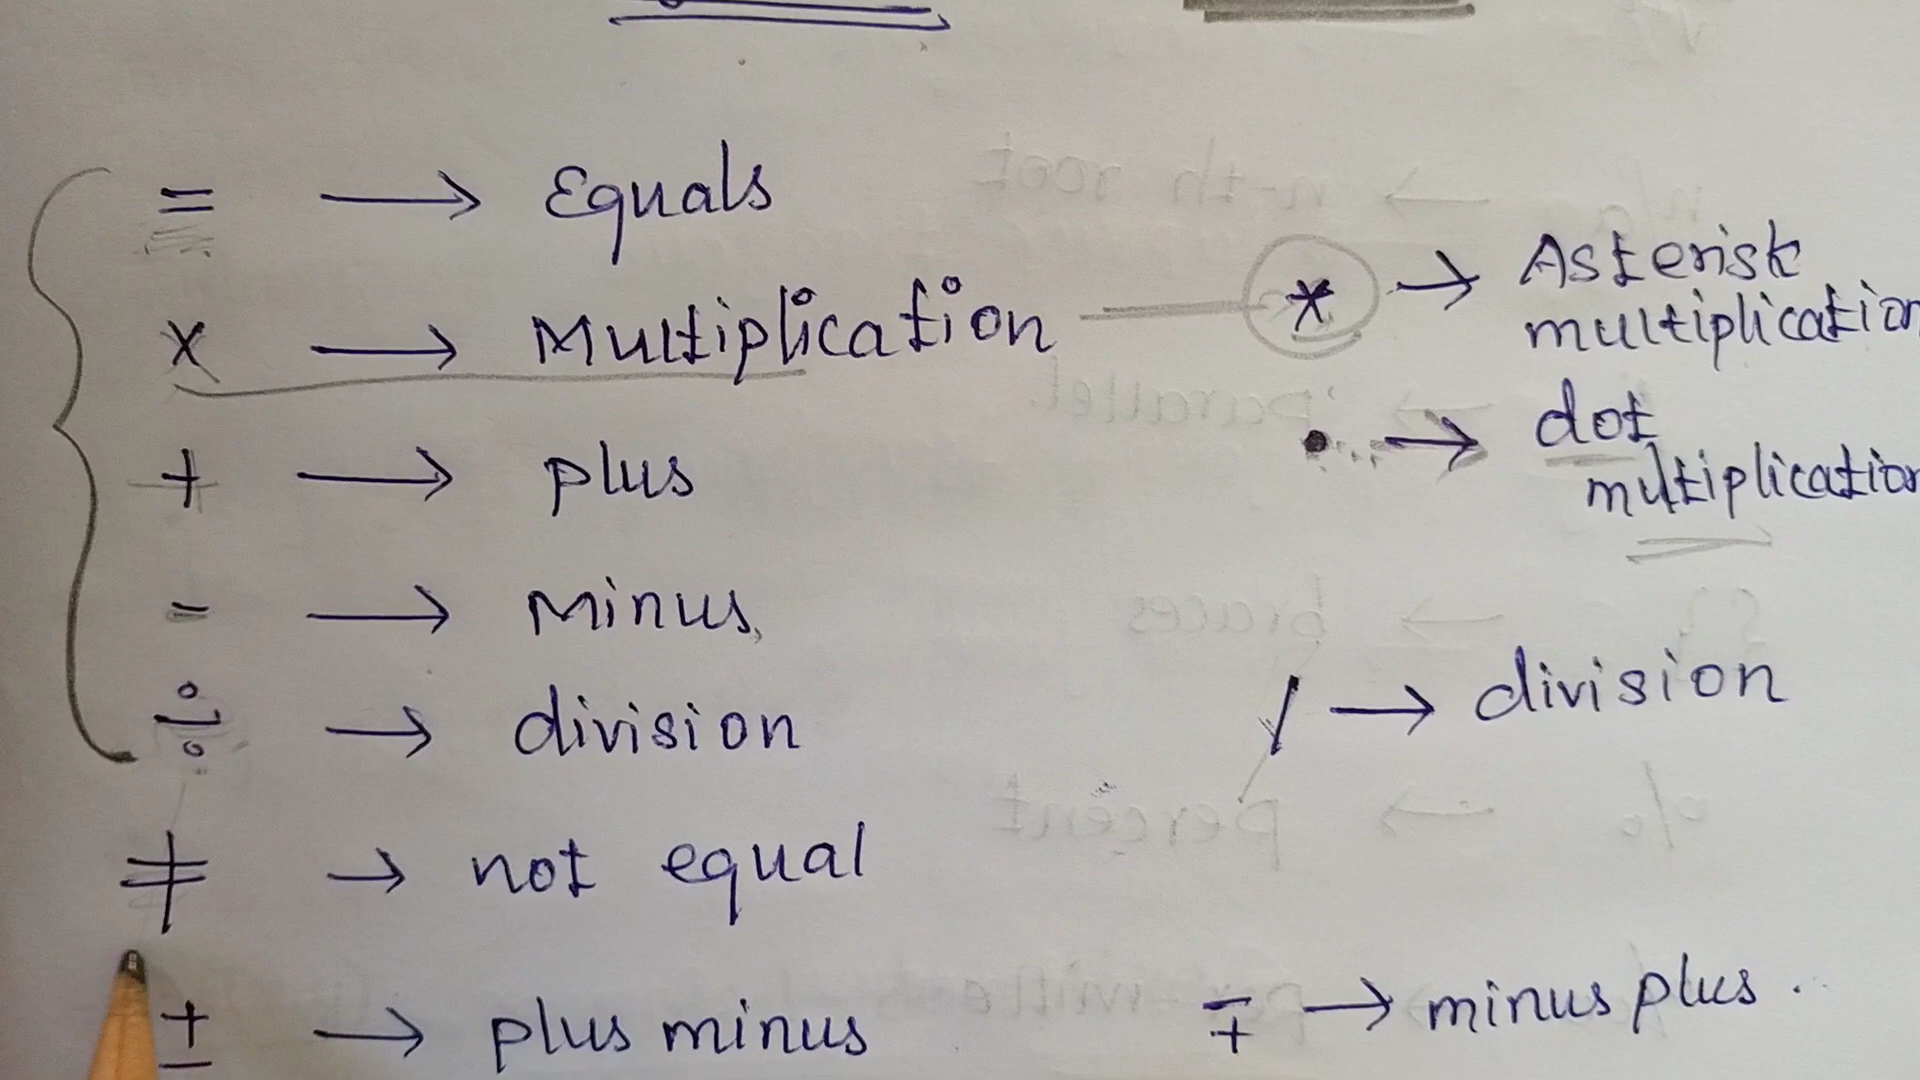 = → Equals
× → Multiplication — * → Asterisk
multiplication
• → dot
multiplication
+ → plus
- → Minus
÷ → division
/ → division
≠ → not equal
± → plus minus
∓ → minus plus.